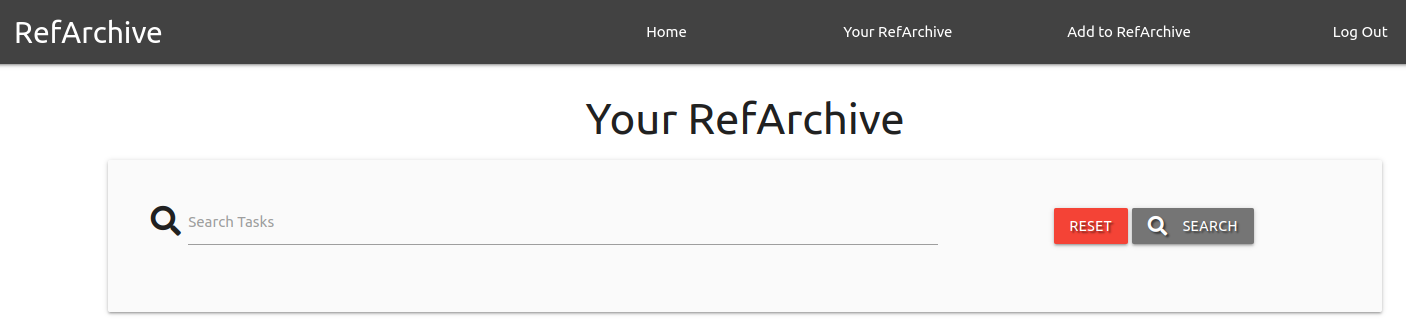 RefArchive Home Your RefArchive Add to RefArchive Log Out
Your RefArchive
Search Tasks RESET SEARCH